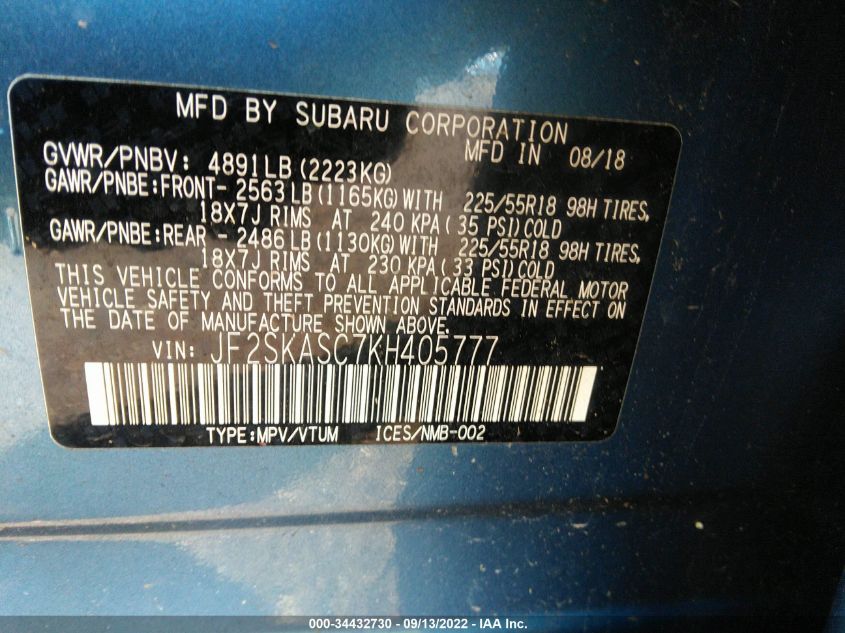 MFD BY SUBARU CORPORATION
MFD IN 08/18
GVWR/PNBV: 4891LB (2223KG)
GAWR/PNBE:FRONT- 2563LB (1165KG) WITH 225/55R18 98H TIRES,
18X7J RIMS AT 240 KPA( 35 PSI) COLD
GAWR/PNBE:REAR - 2486LB (1130KG) WITH 225/55R18 98H TIRES,
18X7J RIMS AT 230 KPA( 33 PSI) COLD
THIS VEHICLE CONFORMS TO ALL APPLICABLE FEDERAL MOTOR
VEHICLE SAFETY AND THEFT PREVENTION STANDARDS IN EFFECT ON
THE DATE OF MANUFACTURE SHOWN ABOVE.
VIN: JF2SKASC7KH405777
TYPE:MPV/VTUM ICES/NMB-002
000-34432730 - 09/13/2022 - IAA Inc.